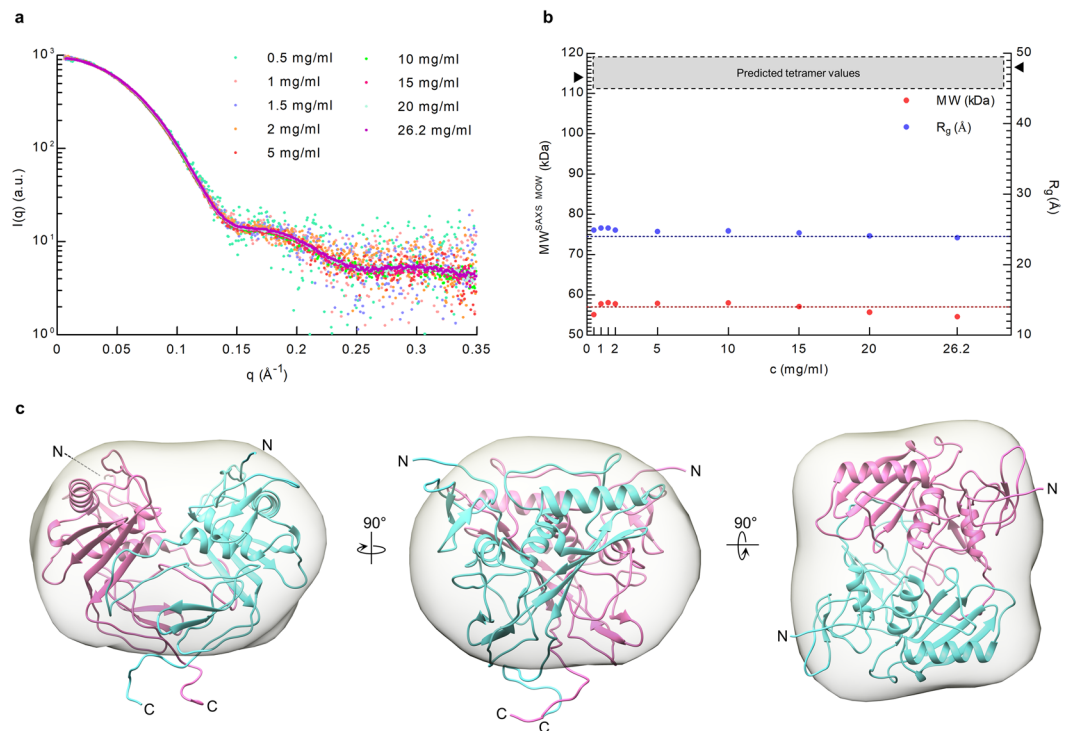 a
I(q) (a.u.)
10³
10²
10¹
10⁰
0 0.05 0.1 0.15 0.2 0.25 0.3 0.35
q (Å⁻¹)
0.5 mg/ml
1 mg/ml
1.5 mg/ml
2 mg/ml
5 mg/ml
10 mg/ml
15 mg/ml
20 mg/ml
26.2 mg/ml
b
MW^SAXS MOW (kDa)
120
110
100
90
80
70
60
50
Predicted tetramer values
MW (kDa)
Rg (Å)
50
40
30
20
10
Rg(Å)
0 1 2 5 10 15 20 26.2
c (mg/ml)
c
N
N
C
C
90°
N
N
C
C
90°
N
N